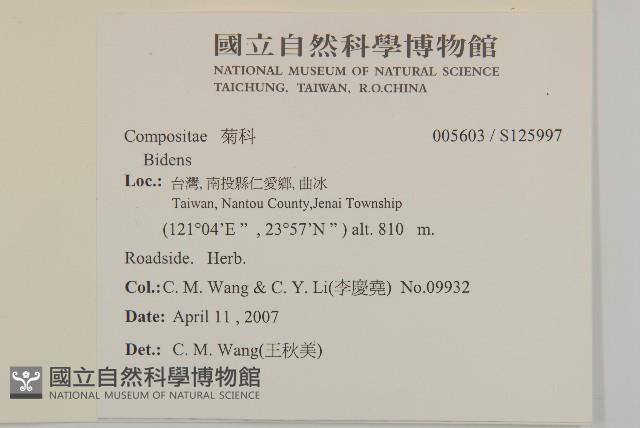 國立自然科學博物館
NATIONAL MUSEUM OF NATURAL SCIENCE
TAICHUNG, TAIWAN, R.O.CHINA
Compositae 菊科 005603 / S125997
Bidens
Loc.: 台灣, 南投縣仁愛鄉, 曲冰
Taiwan, Nantou County,Jenai Township
(121°04’E ” , 23°57’N ” ) alt. 810 m.
Roadside. Herb.
Col.:C. M. Wang & C. Y. Li(李慶堯) No.09932
Date: April 11 , 2007
Det.: C. M. Wang(王秋美)
國立自然科學博物館
NATIONAL MUSEUM OF NATURAL SCIENCE